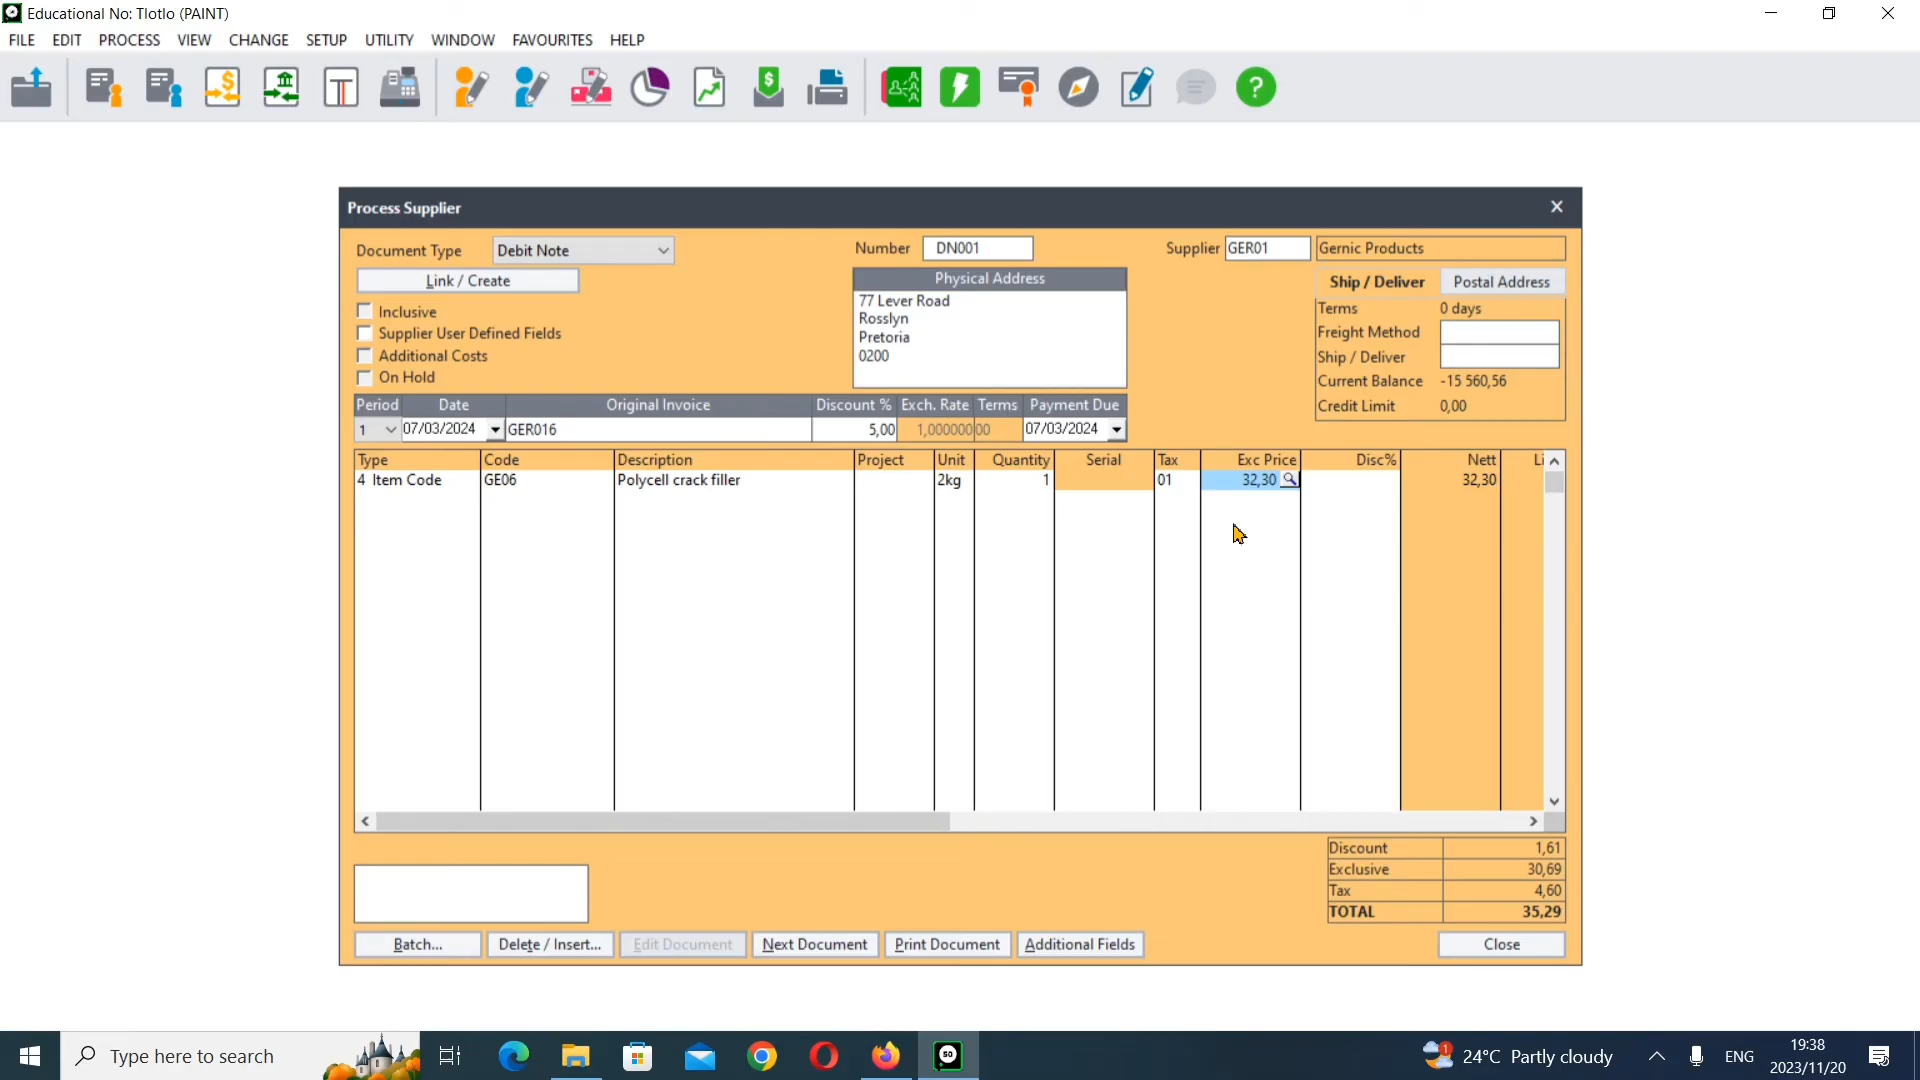 Educational No: Tlotlo (PAINT)
FILE EDIT PROCESS VIEW CHANGE SETUP UTILITY WINDOW FAVOURITES HELP
Process Supplier
Document Type Debit Note Number DN001 Supplier GER01 Gernic Products
Link / Create Physical Address Ship / Deliver Postal Address
77 Lever Road
Rosslyn
Pretoria
0200
Inclusive
Supplier User Defined Fields
Additional Costs
On Hold
Terms 0 days
Freight Method
Ship / Deliver
Current Balance -15 560,56
Credit Limit 0,00
Period Date Original Invoice Discount % Exch. Rate Terms Payment Due
1 07/03/2024 GER016 5,00 1,000000 00 07/03/2024
Type Code Description Project Unit Quantity Serial Tax Exc Price Disc% Nett Li
4 Item Code GE06 Polycell crack filler 2kg 1 01 32,30 32,30
Discount 1,61
Exclusive 30,69
Tax 4,60
TOTAL 35,29
Batch... Delete / Insert... Edit Document Next Document Print Document Additional Fields Close
Type here to search
24°C Partly cloudy
ENG
19:38
2023/11/20